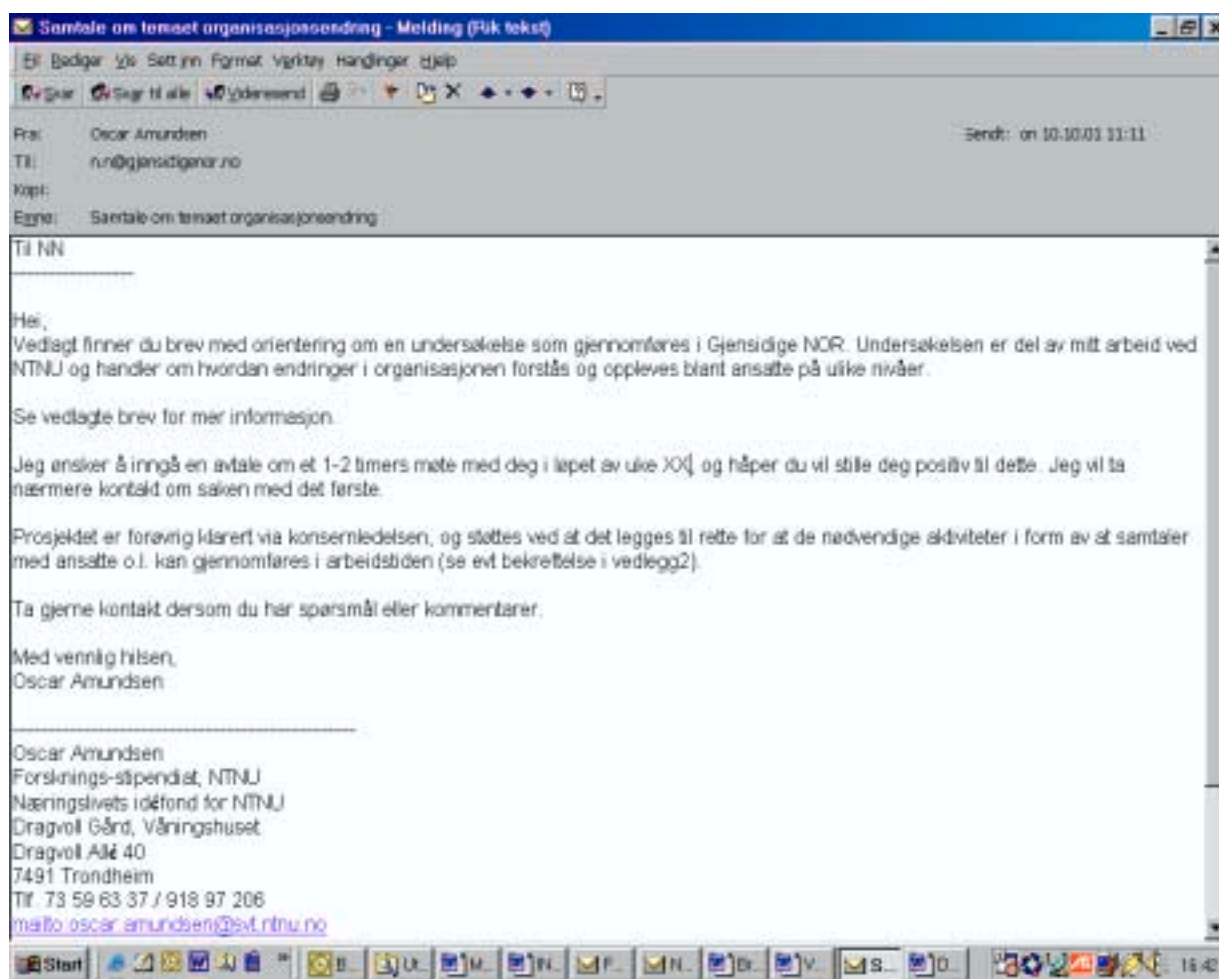 Samtale om temaet organisasjonsendring - Melding (Rik tekst)
Fil Rediger Vis Sett inn Format Verktøy Handlinger Hjelp
Svar Svar til alle Videresend
Fra: Oscar Amundsen Sendt: on 10.10.01 11:11
Til: n.n@gjensidigenor.no
Kopi:
Emne: Samtale om temaet organisasjonsendring
Til NN
-----------------
Hei,
Vedlagt finner du brev med orientering om en undersøkelse som gjennomføres i Gjensidige NOR. Undersøkelsen er del av mitt arbeid ved
NTNU og handler om hvordan endringer i organisasjonen forstås og oppleves blant ansatte på ulike nivåer.
Se vedlagte brev for mer informasjon.
Jeg ønsker å inngå en avtale om et 1-2 timers møte med deg i løpet av uke XX, og håper du vil stille deg positiv til dette. Jeg vil ta
nærmere kontakt om saken med det første.
Prosjektet er forøvrig klarert via konsernledelsen, og støttes ved at det legges til rette for at de nødvendige aktiviteter i form av at samtaler
med ansatte o.l. kan gjennomføres i arbeidstiden (se evt bekreftelse i vedlegg2).
Ta gjerne kontakt dersom du har spørsmål eller kommentarer.
Med vennlig hilsen,
Oscar Amundsen
-------------------------------------------------
Oscar Amundsen
Forsknings-stipendiat, NTNU
Næringslivets idéfond for NTNU
Dragvoll Gård, Våningshuset
Dragvoll Allé 40
7491 Trondheim
Tlf. 73 59 63 37 / 918 97 206
mailto:oscar.amundsen@svt.ntnu.no
Start B... Ut... M... IN... F... N... Br... V... S... D... 16:42